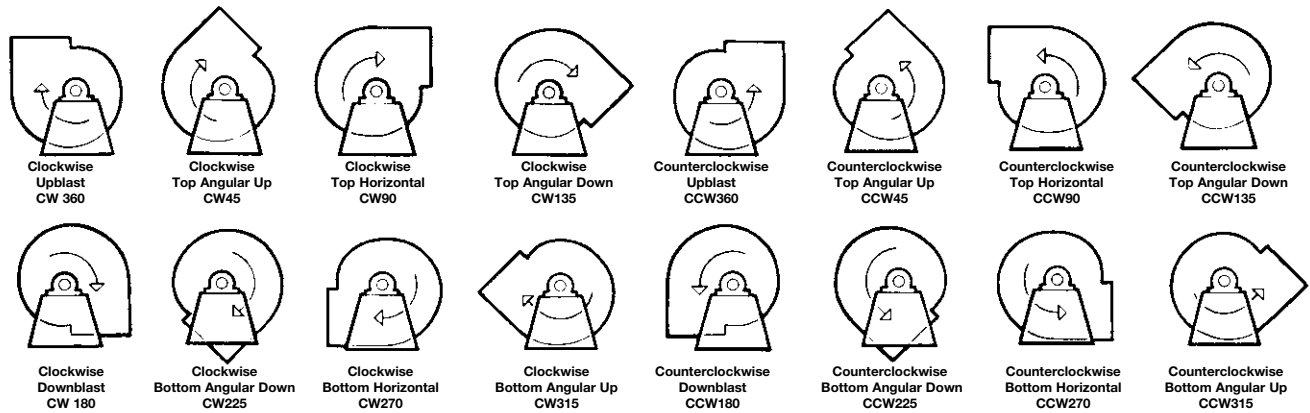 Clockwise
Upblast
CW 360
Clockwise
Top Angular Up
CW45
Clockwise
Top Horizontal
CW90
Clockwise
Top Angular Down
CW135
Counterclockwise
Upblast
CCW360
Counterclockwise
Top Angular Up
CCW45
Counterclockwise
Top Horizontal
CCW90
Counterclockwise
Top Angular Down
CCW135
Clockwise
Downblast
CW 180
Clockwise
Bottom Angular Down
CW225
Clockwise
Bottom Horizontal
CW270
Clockwise
Bottom Angular Up
CW315
Counterclockwise
Downblast
CCW180
Counterclockwise
Bottom Angular Down
CCW225
Counterclockwise
Bottom Horizontal
CCW270
Counterclockwise
Bottom Angular Up
CCW315